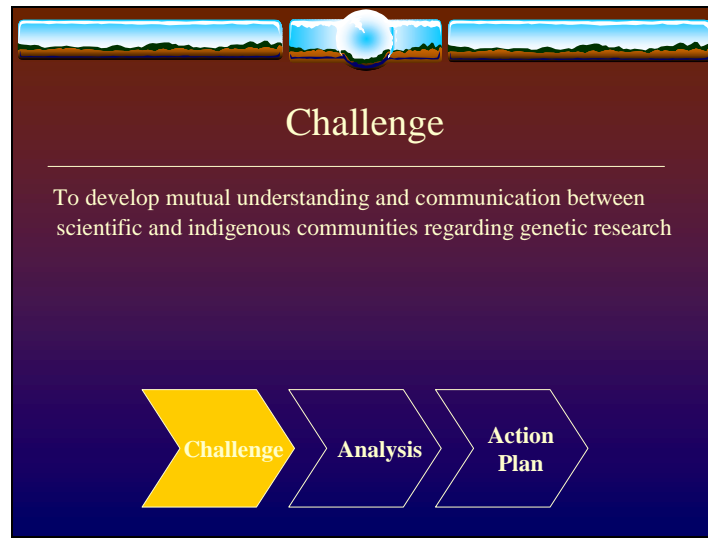 Challenge
To develop mutual understanding and communication between
scientific and indigenous communities regarding genetic research
Challenge
Analysis
Action
Plan